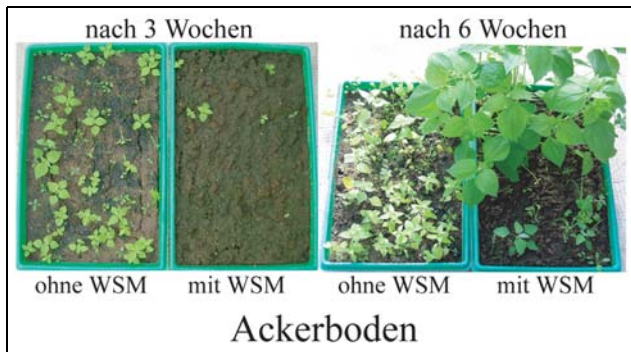 nach 3 Wochen
nach 6 Wochen
ohne WSM
mit WSM
ohne WSM
mit WSM
Ackerboden